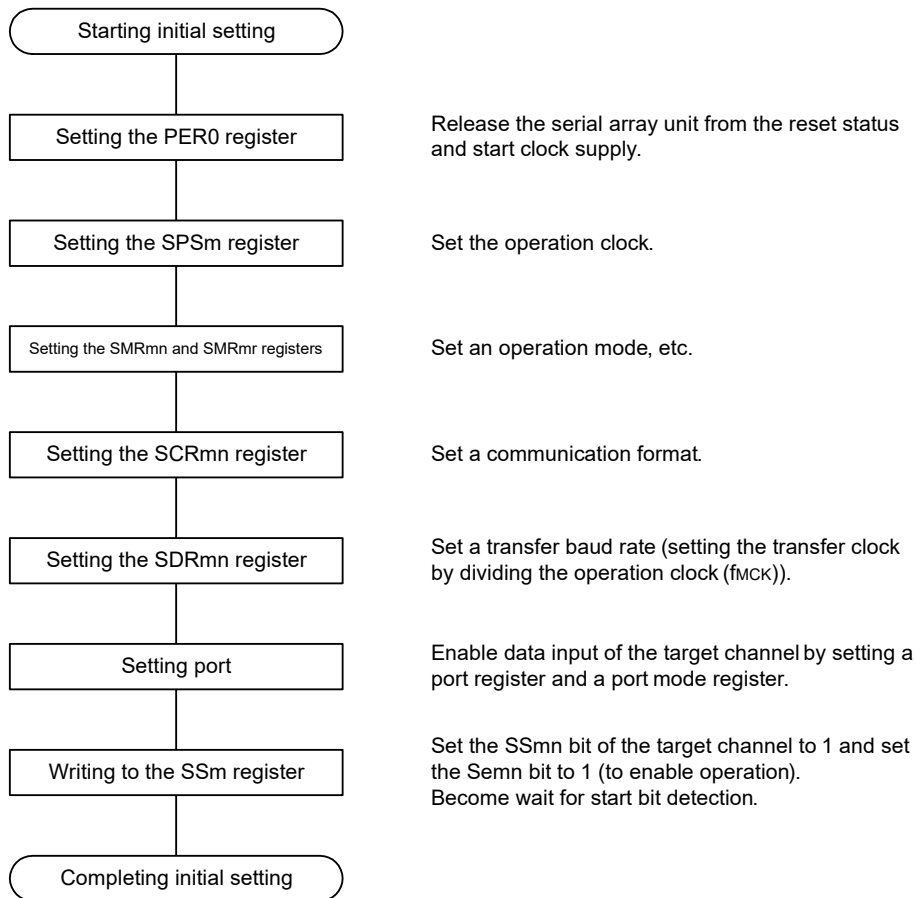 Starting initial setting
Setting the PER0 register
Release the serial array unit from the reset status
and start clock supply.
Setting the SPSm register
Set the operation clock.
Setting the SMRmn and SMRmr registers
Set an operation mode, etc.
Setting the SCRmn register
Set a communication format.
Setting the SDRmn register
Set a transfer baud rate (setting the transfer clock
by dividing the operation clock (fMCK)).
Setting port
Enable data input of the target channel by setting a
port register and a port mode register.
Writing to the SSm register
Set the SSmn bit of the target channel to 1 and set
the Semn bit to 1 (to enable operation).
Become wait for start bit detection.
Completing initial setting